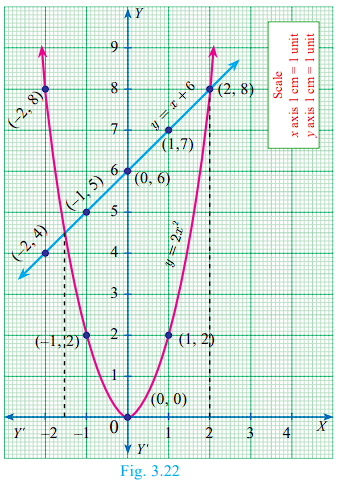 Y
9
8
7
6
5
4
3
2
1
0
Y'
Y'
−2
−1
1
2
3
4
X
(−2, 8)
y = x + 6
(2, 8)
(1,7)
(0, 6)
(−1, 5)
(−2, 4)
y = 2x²
(−1, 2)
(1, 2)
(0, 0)
Scale
x axis 1 cm = 1 unit
y axis 1 cm = 1 unit
Fig. 3.22